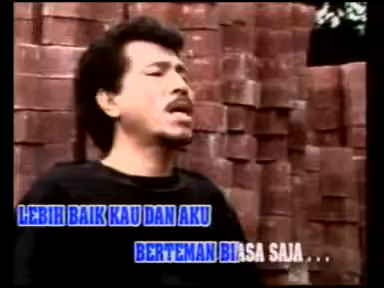 LEBIH BAIK KAU DAN AKU
BERTEMAN BIASA SAJA . . .